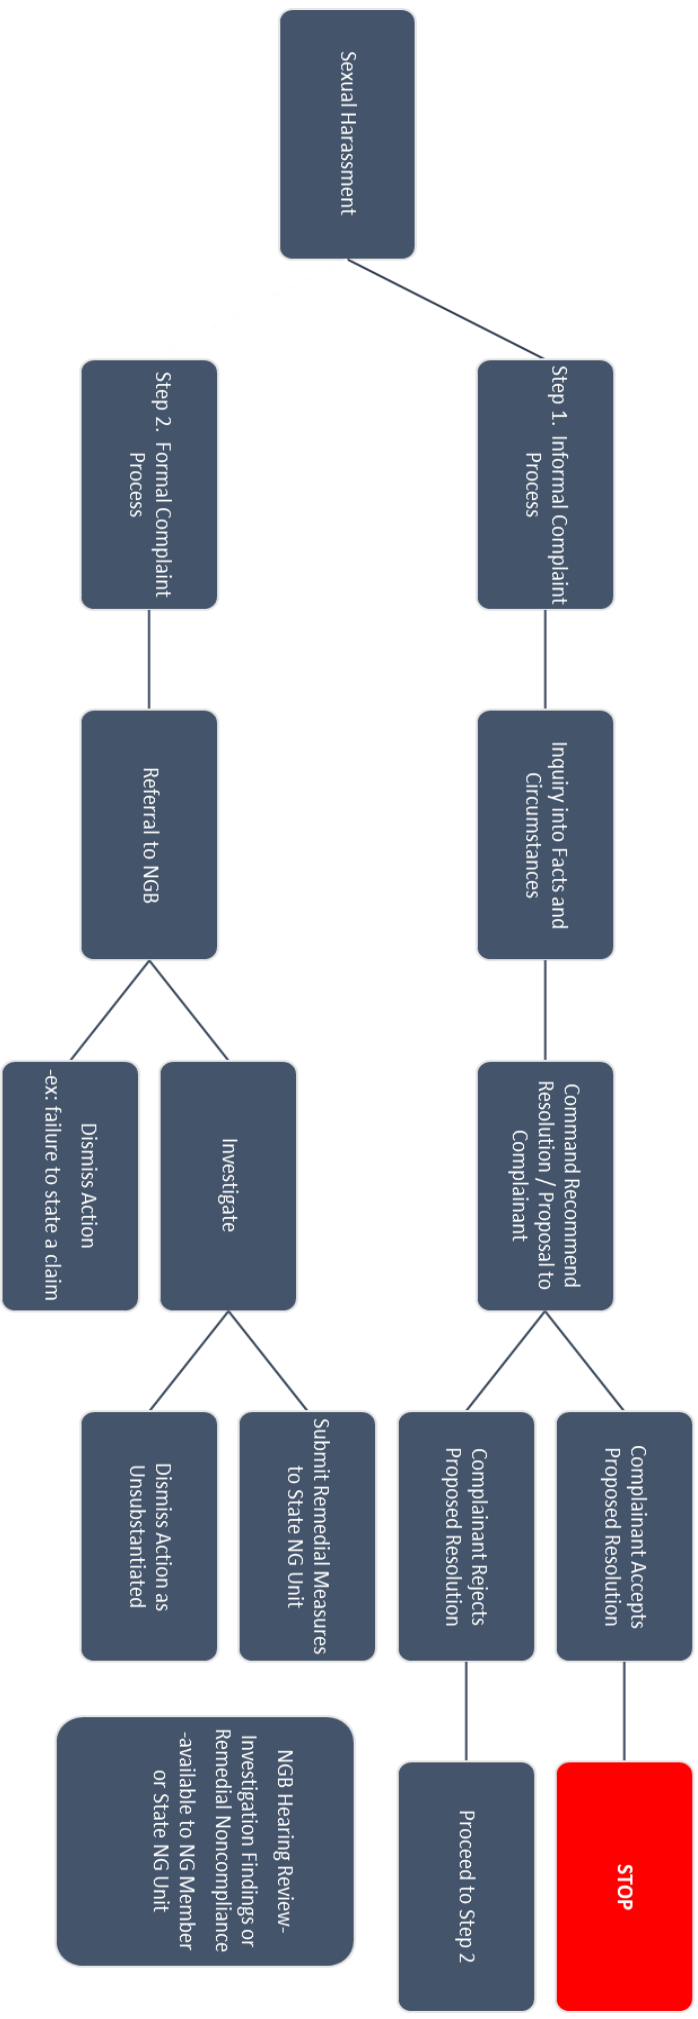 Sexual Harassment
Step 1.  Informal Complaint
Process
Inquiry into Facts and
Circumstances
Command Recommend
Resolution / Proposal to
Complainant
Complainant Accepts
Proposed Resolution
STOP
Complainant Rejects
Proposed Resolution
Proceed to Step 2
Step 2.  Formal Complaint
Process
Referral to NGB
Investigate
Submit Remedial Measures
to State NG Unit
Dismiss Action as
Unsubstantiated
Dismiss Action
-ex: failure to state a claim
NGB Hearing Review-
Investigation Findings or
Remedial Noncompliance
-available to NG Member
or State NG Unit